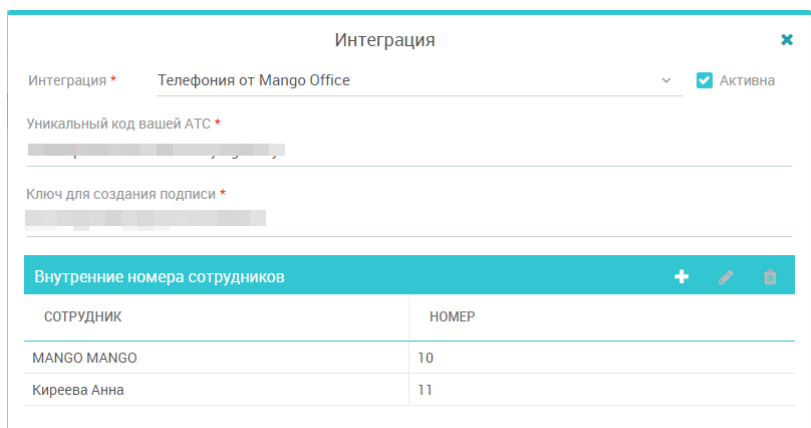 Интеграция
Интеграция * Телефония от Mango Office Активна
Уникальный код вашей АТС *
Ключ для создания подписи *
Внутренние номера сотрудников
СОТРУДНИК НОМЕР
MANGO MANGO 10
Киреева Анна 11